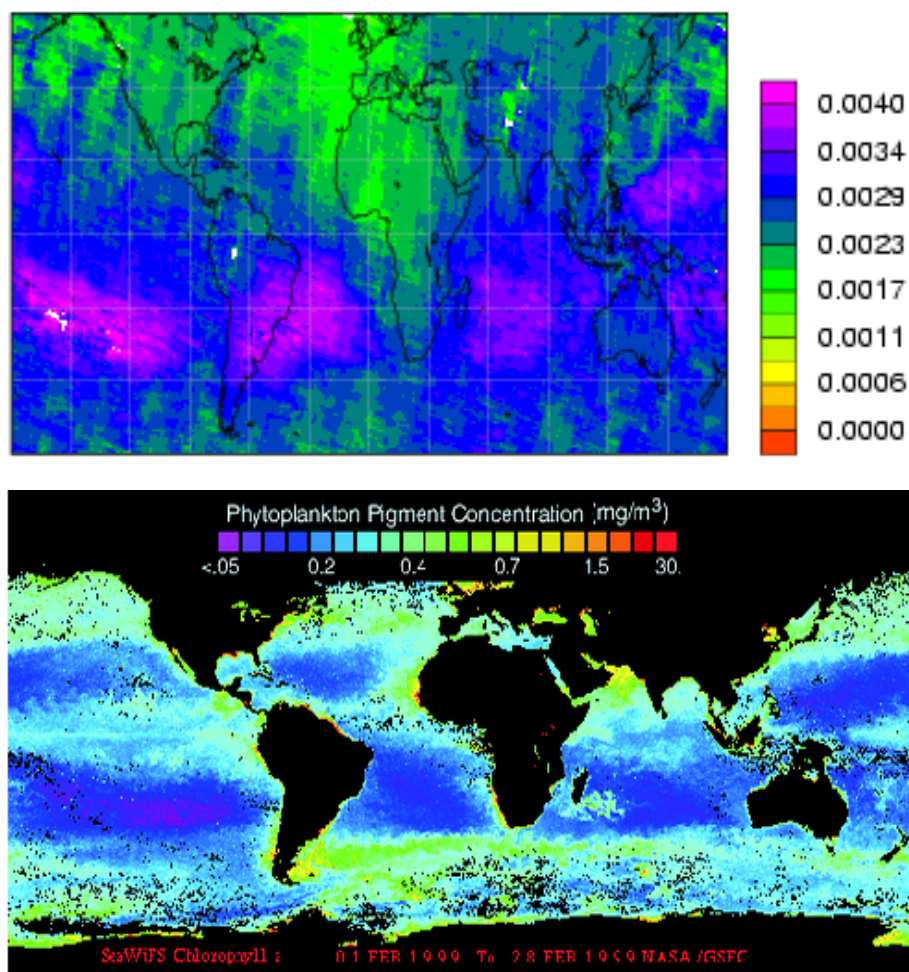 0.0040
0.0034
0.0029
0.0023
0.0017
0.0011
0.0006
0.0000
Phytoplankton Pigment Concentration (mg/m³)
<.05 0.2 0.4 0.7 1.5 30.
SeaWiFS Chlorophyll a 01 FEB 1999 To 28 FEB 1999 NASA/GSFC